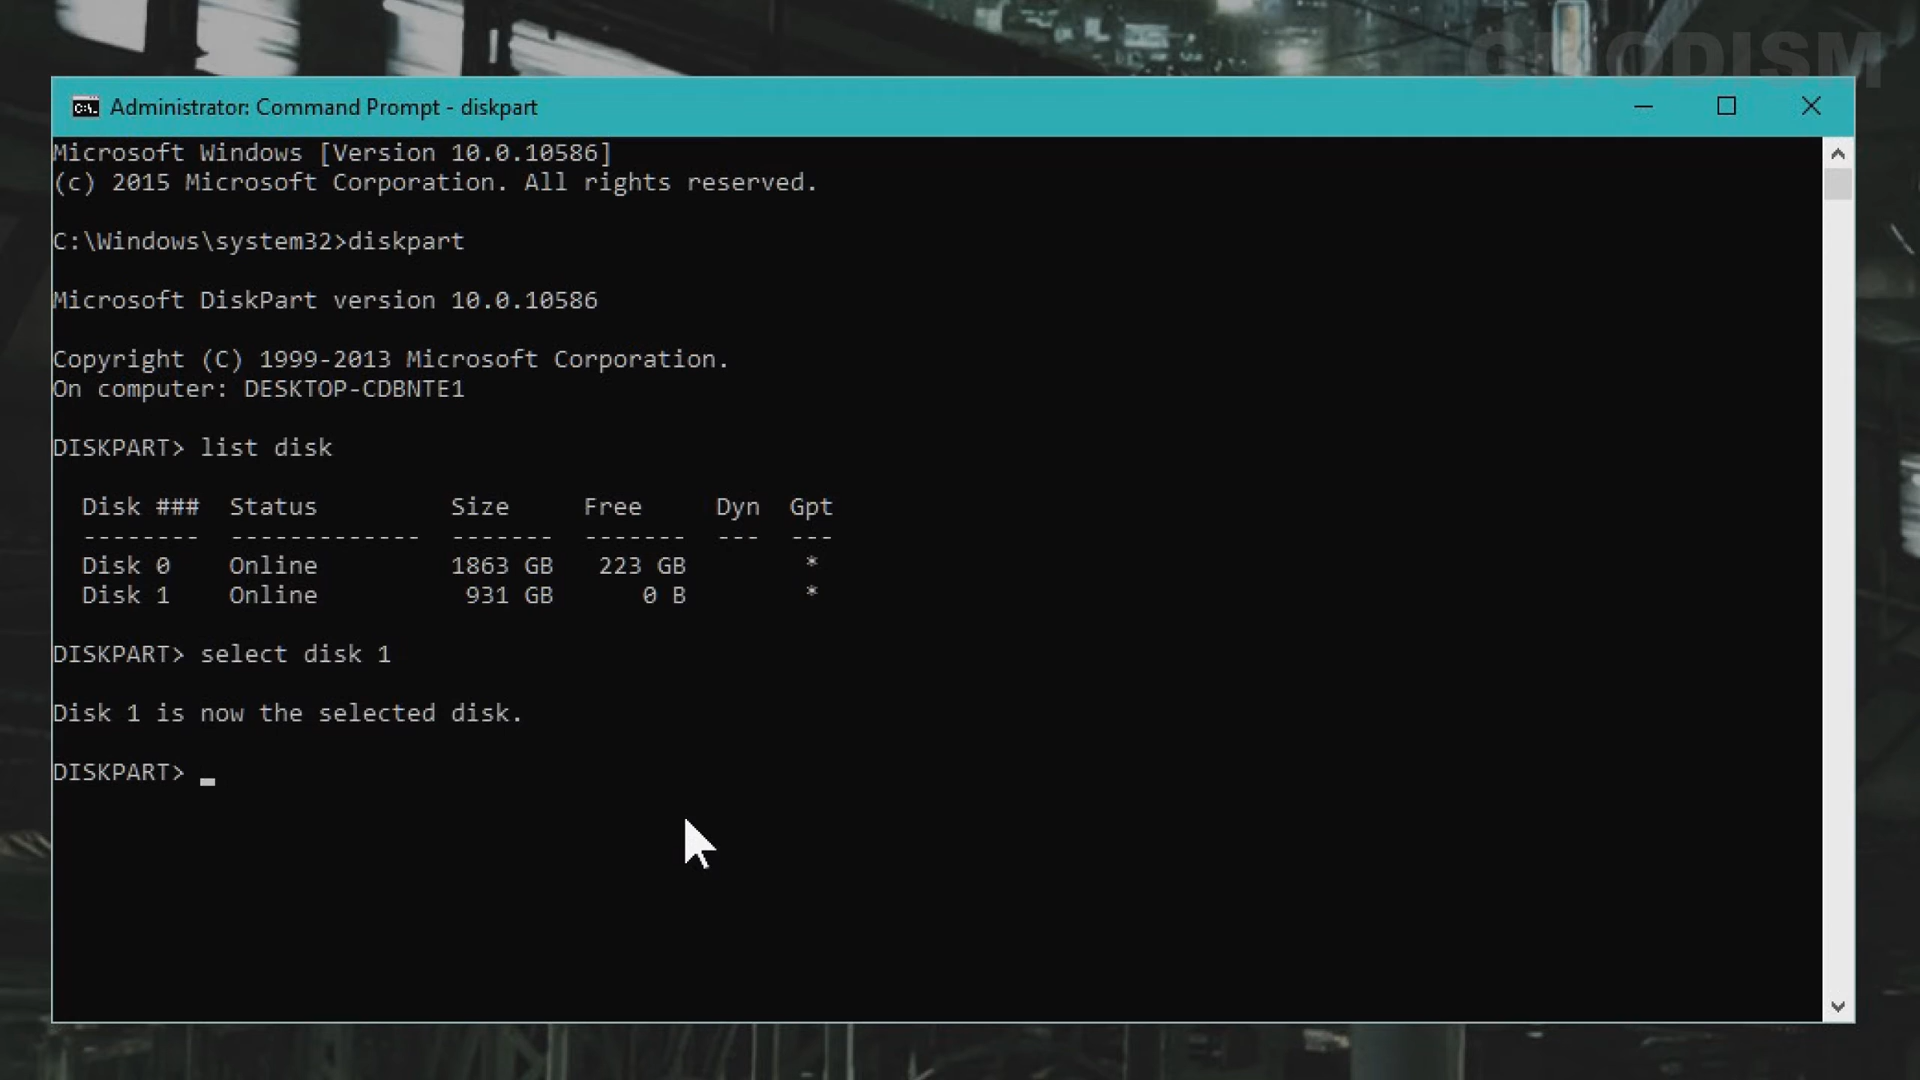 GHODISM
Administrator: Command Prompt - diskpart
Microsoft Windows [Version 10.0.10586]
(c) 2015 Microsoft Corporation. All rights reserved.
C:\Windows\system32>diskpart
Microsoft DiskPart version 10.0.10586
Copyright (C) 1999-2013 Microsoft Corporation.
On computer: DESKTOP-CDBNTE1
DISKPART> list disk
Disk ###  Status         Size     Free     Dyn  Gpt
--------  -------------  -------  -------  ---  ---
Disk 0    Online         1863 GB   223 GB        *
Disk 1    Online          931 GB      0 B        *
DISKPART> select disk 1
Disk 1 is now the selected disk.
DISKPART> _